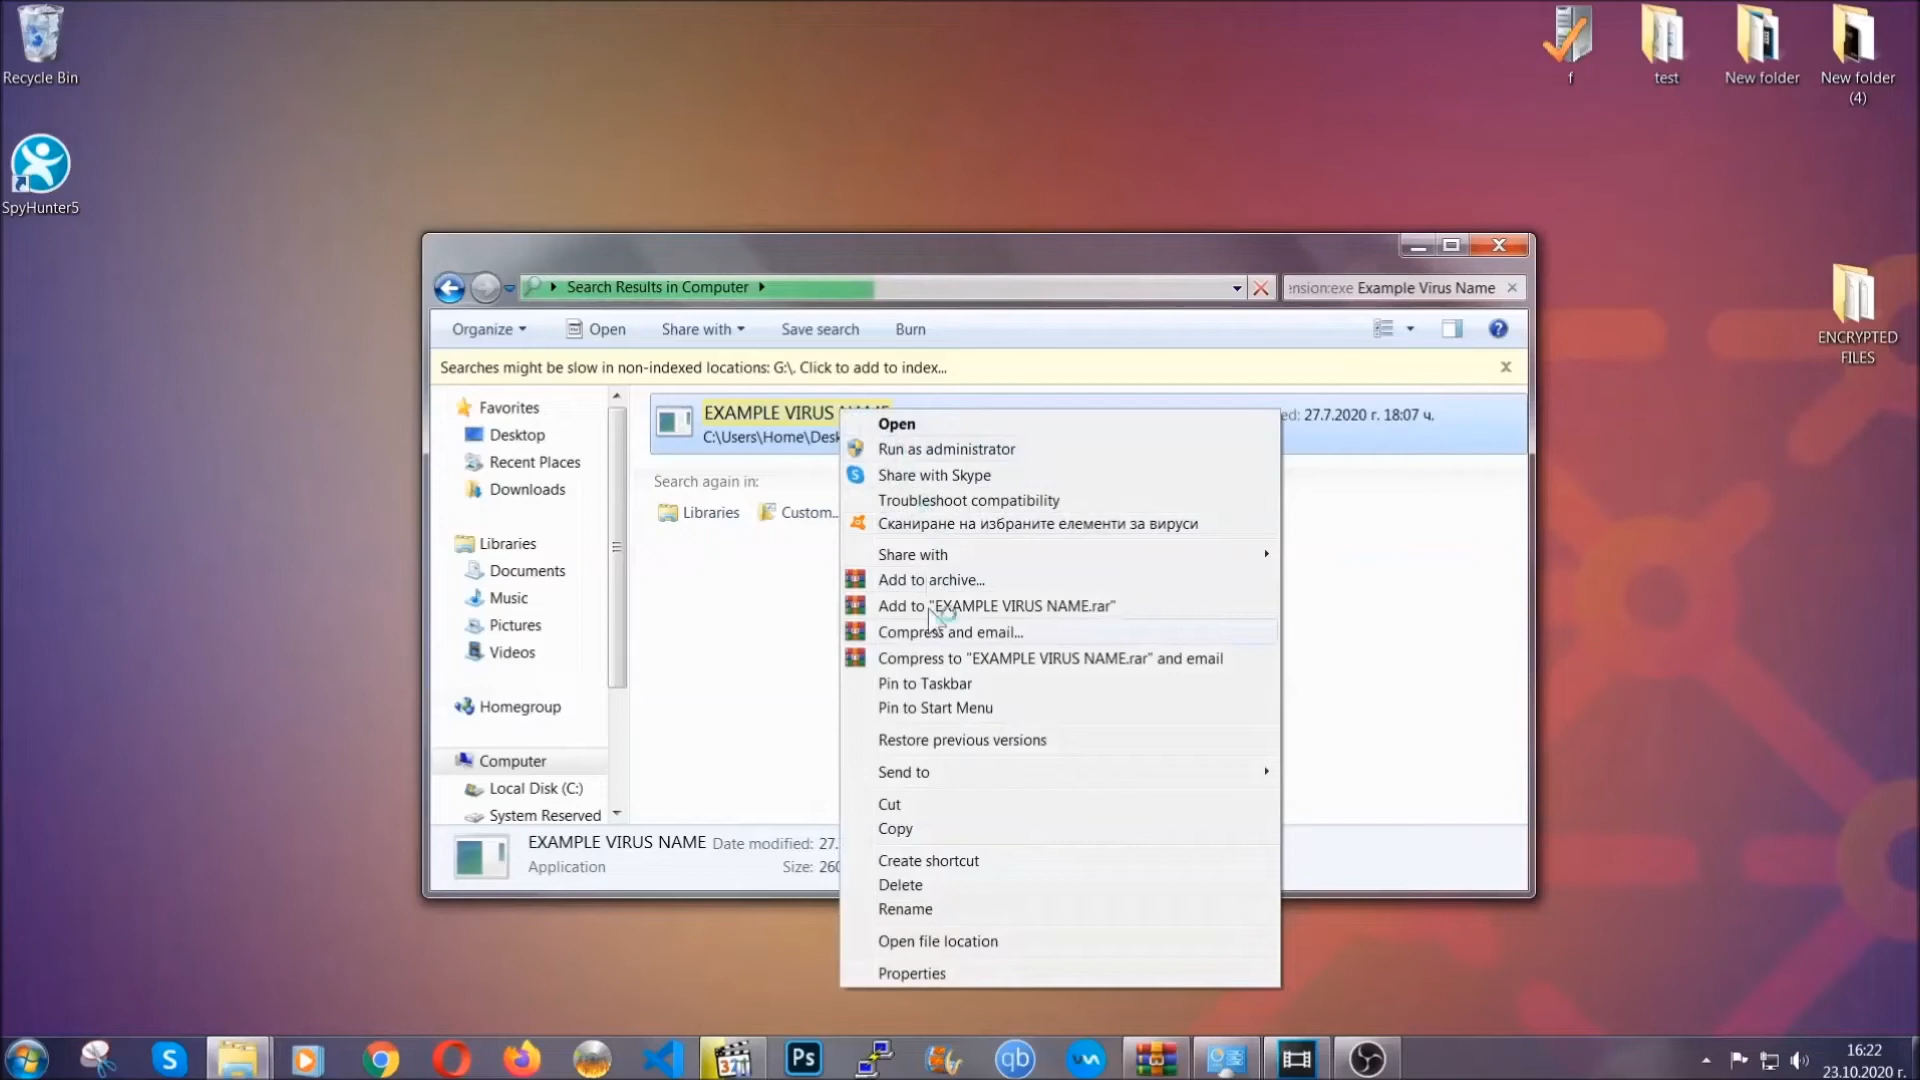 Recycle Bin
SpyHunter5
f
test
New folder
New folder
(4)
ENCRYPTED
FILES
Search Results in Computer
ension:exe Example Virus Name
Organize
Open
Share with
Save search
Burn
Searches might be slow in non-indexed locations: G:\. Click to add to index...
Favorites
Desktop
Recent Places
Downloads
Libraries
Documents
Music
Pictures
Videos
Homegroup
Computer
Local Disk (C:)
System Reserved
EXAMPLE VIRUS NAME
C:\Users\Home\Desk
ed: 27.7.2020 г. 18:07 ч.
Search again in:
Libraries
Custom...
Open
Run as administrator
Share with Skype
Troubleshoot compatibility
Сканиране на избраните елементи за вируси
Share with
Add to archive...
Add to "EXAMPLE VIRUS NAME.rar"
Compress and email...
Compress to "EXAMPLE VIRUS NAME.rar" and email
Pin to Taskbar
Pin to Start Menu
Restore previous versions
Send to
Cut
Copy
Create shortcut
Delete
Rename
Open file location
Properties
EXAMPLE VIRUS NAME Date modified: 27.
Application Size: 260
16:22
23.10.2020 г.